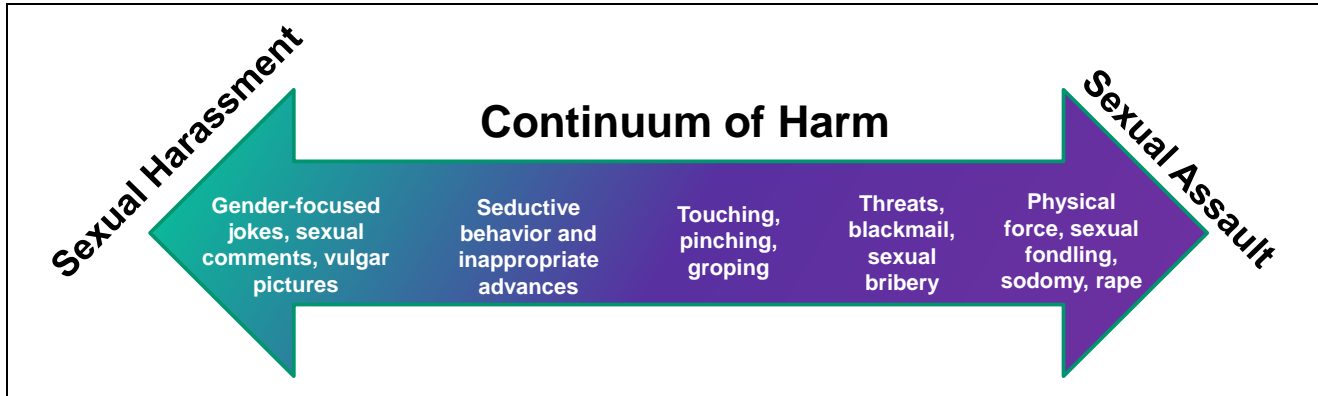 Sexual Harassment
Continuum of Harm
Sexual Assault
Gender-focused
jokes, sexual
comments, vulgar
pictures
Seductive
behavior and
inappropriate
advances
Touching,
pinching,
groping
Threats,
blackmail,
sexual
bribery
Physical
force, sexual
fondling,
sodomy, rape